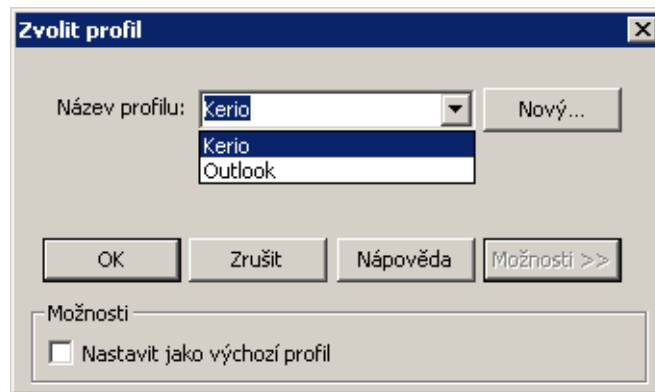 Zvolit profil
Název profilu: Kerio Nový...
Kerio
Outlook
OK Zrušit Nápověda Možnosti >>
Možnosti
Nastavit jako výchozí profil